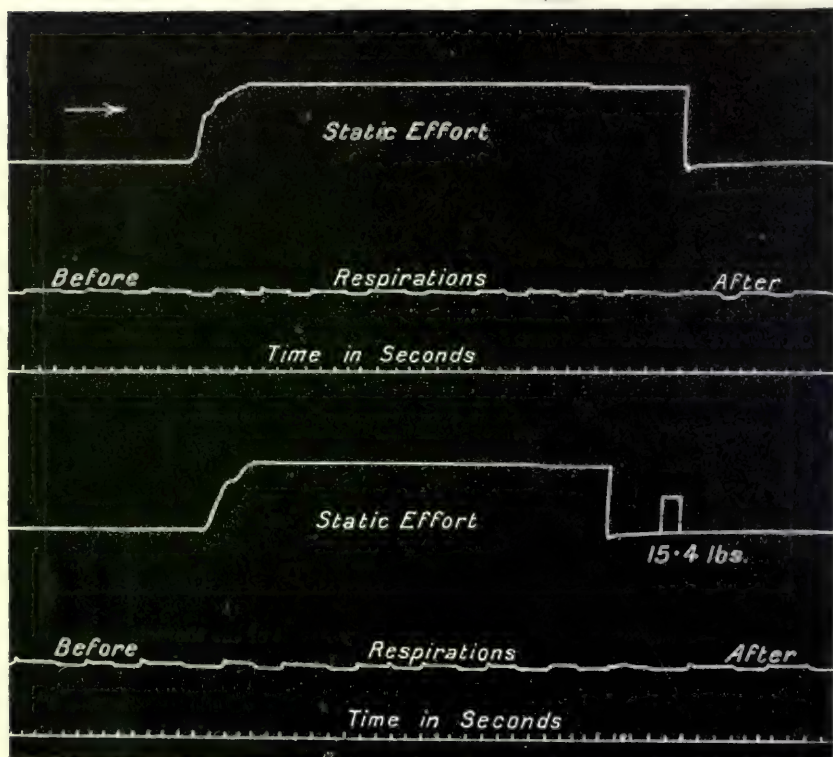 Static Effort
Before Respirations After
Time in Seconds
Static Effort
15·4 lbs.
Before Respirations After
Time in Seconds